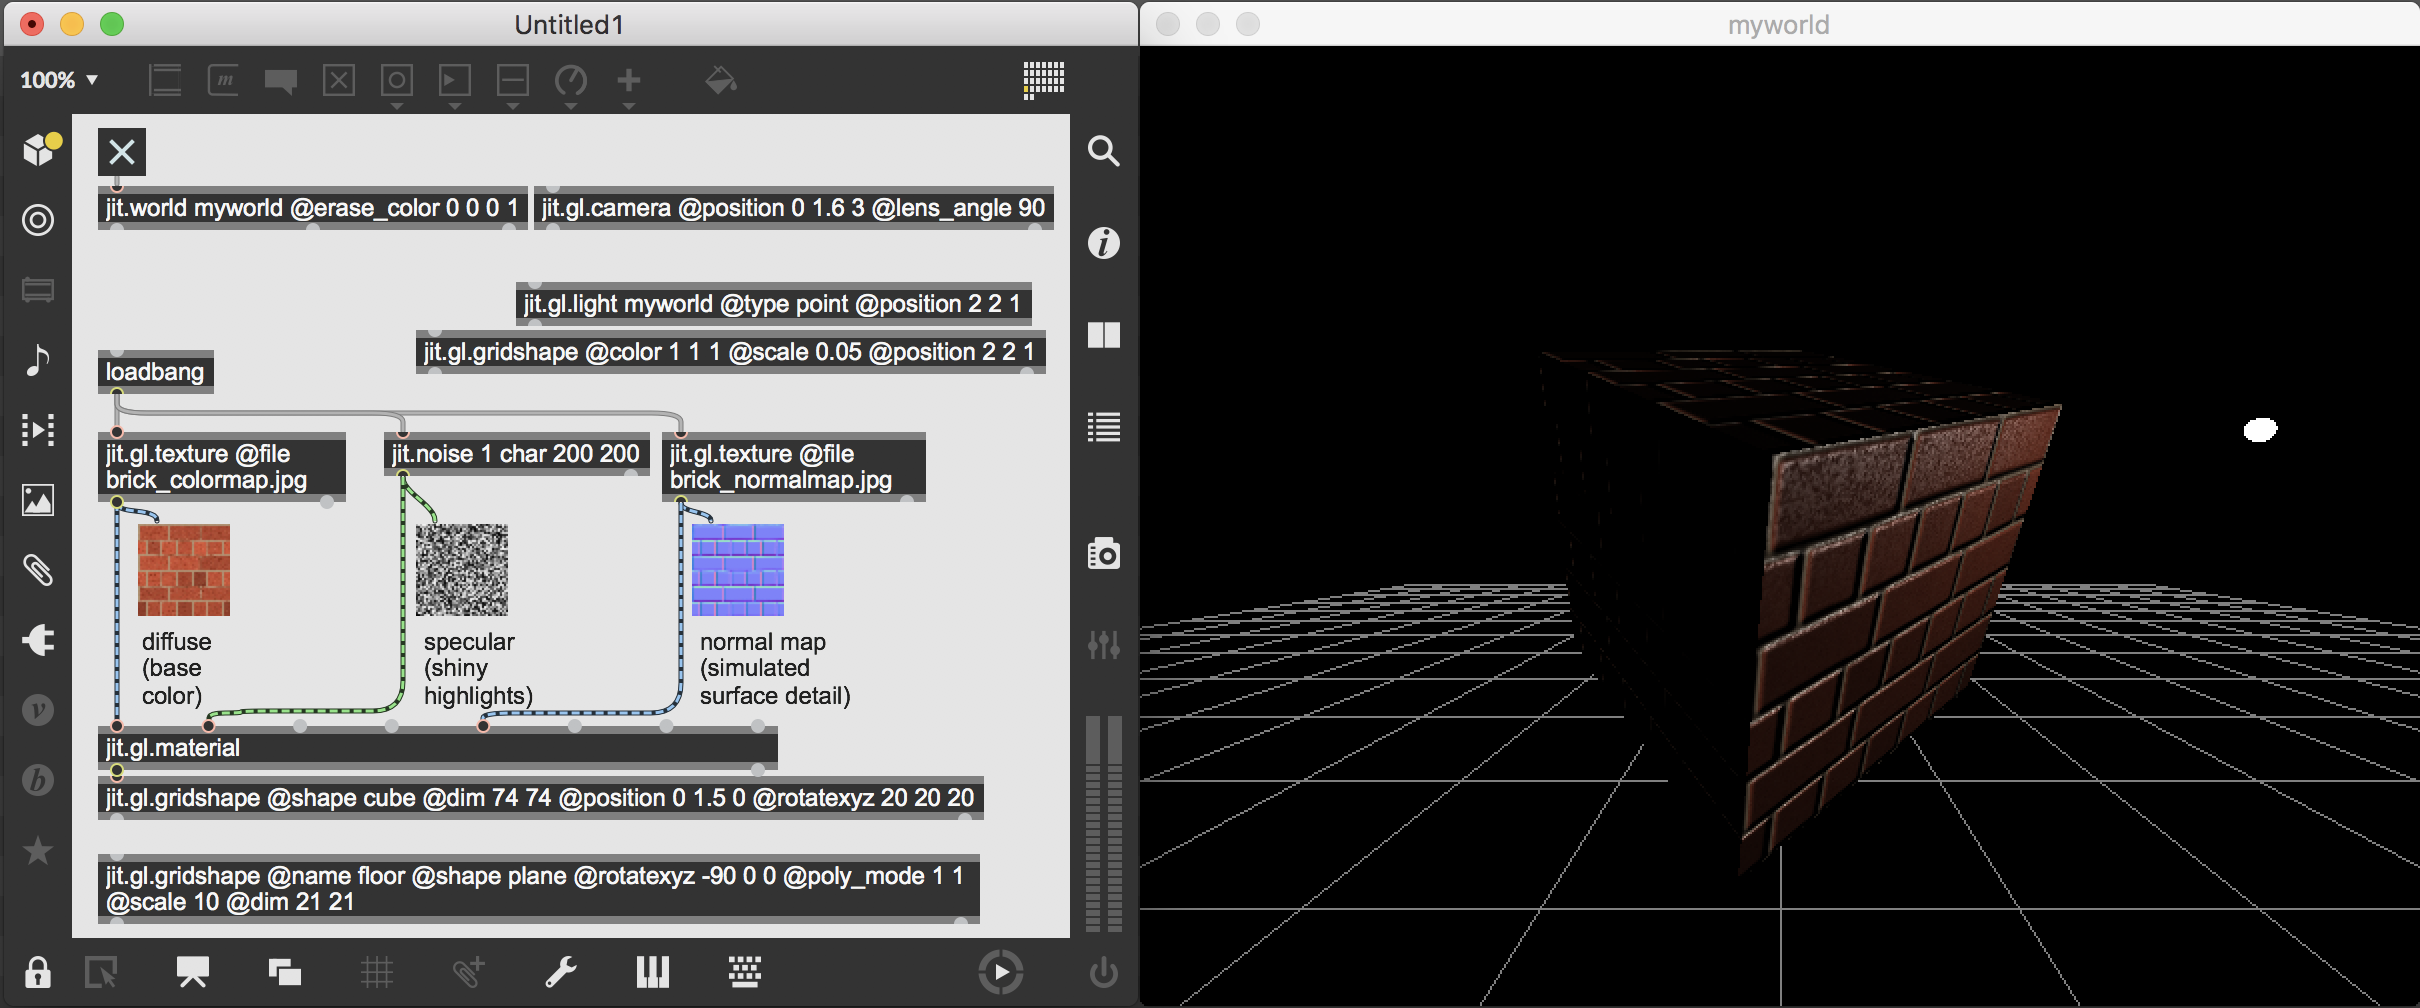 Untitled1
myworld
100%
jit.world myworld @erase_color 0 0 0 1
jit.gl.camera @position 0 1.6 3 @lens_angle 90
jit.gl.light myworld @type point @position 2 2 1
jit.gl.gridshape @color 1 1 1 @scale 0.05 @position 2 2 1
loadbang
jit.gl.texture @file
brick_colormap.jpg
jit.noise 1 char 200 200
jit.gl.texture @file
brick_normalmap.jpg
diffuse
(base
color)
specular
(shiny
highlights)
normal map
(simulated
surface detail)
jit.gl.material
jit.gl.gridshape @shape cube @dim 74 74 @position 0 1.5 0 @rotatexyz 20 20 20
jit.gl.gridshape @name floor @shape plane @rotatexyz -90 0 0 @poly_mode 1 1
@scale 10 @dim 21 21